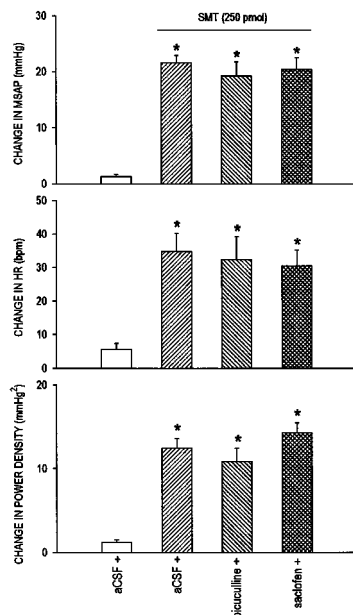 SMT (250 pmol)
CHANGE IN MSAP (mmHg)
30
20
10
0
* * *
CHANGE IN HR (bpm)
50
40
30
20
10
0
* * *
CHANGE IN POWER DENSITY (mmHg²)
20
10
0
* * *
aCSF +
aCSF +
bicuculline +
saclofen +